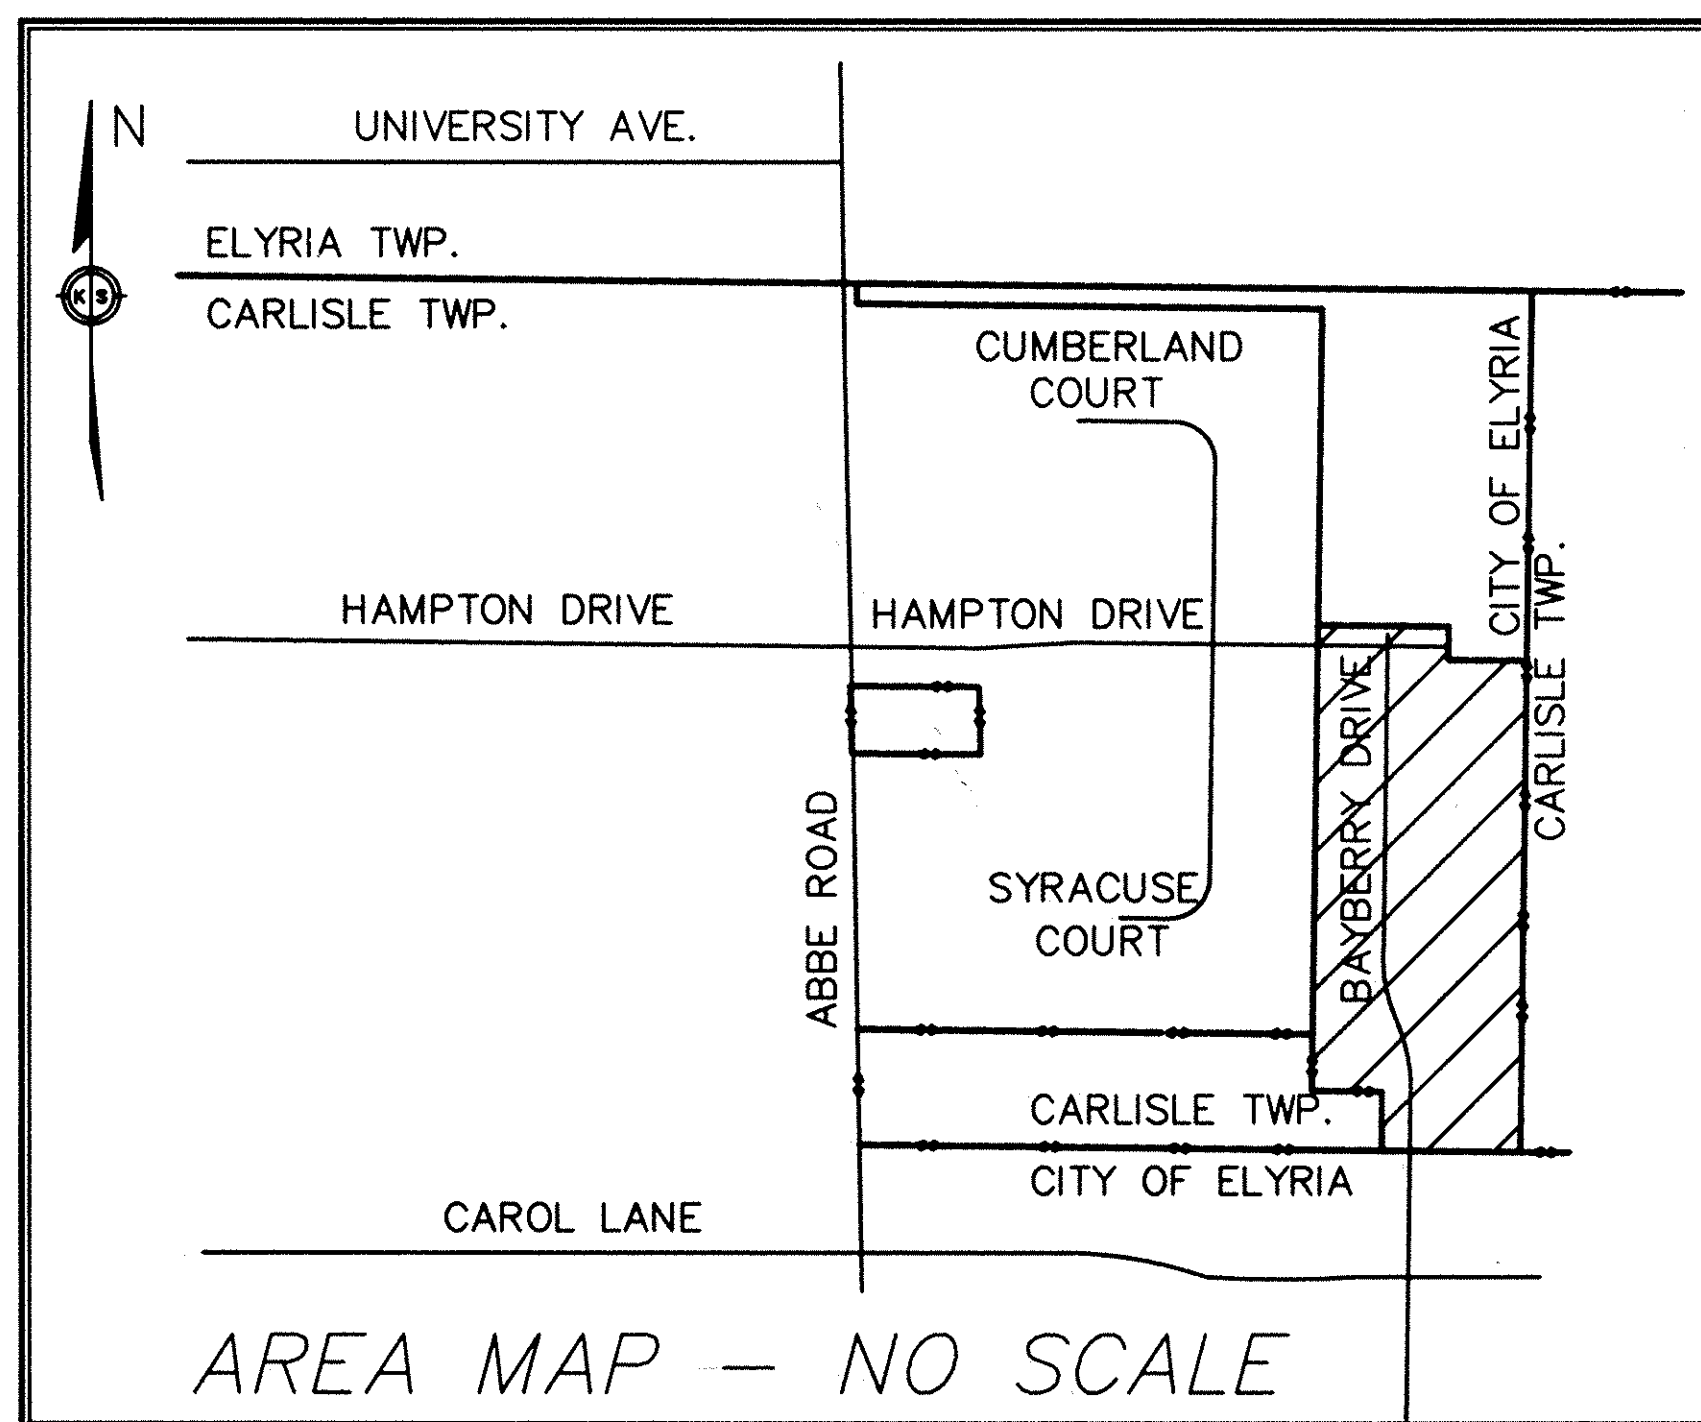 N
UNIVERSITY AVE.
ELYRIA TWP.
K S
CARLISLE TWP.
CUMBERLAND
COURT
CITY OF ELYRIA
CARLISLE TWP.
HAMPTON DRIVE
HAMPTON DRIVE
BAYBERRY DRIVE
ABBE ROAD
SYRACUSE
COURT
CARLISLE TWP.
CITY OF ELYRIA
CAROL LANE
AREA MAP — NO SCALE